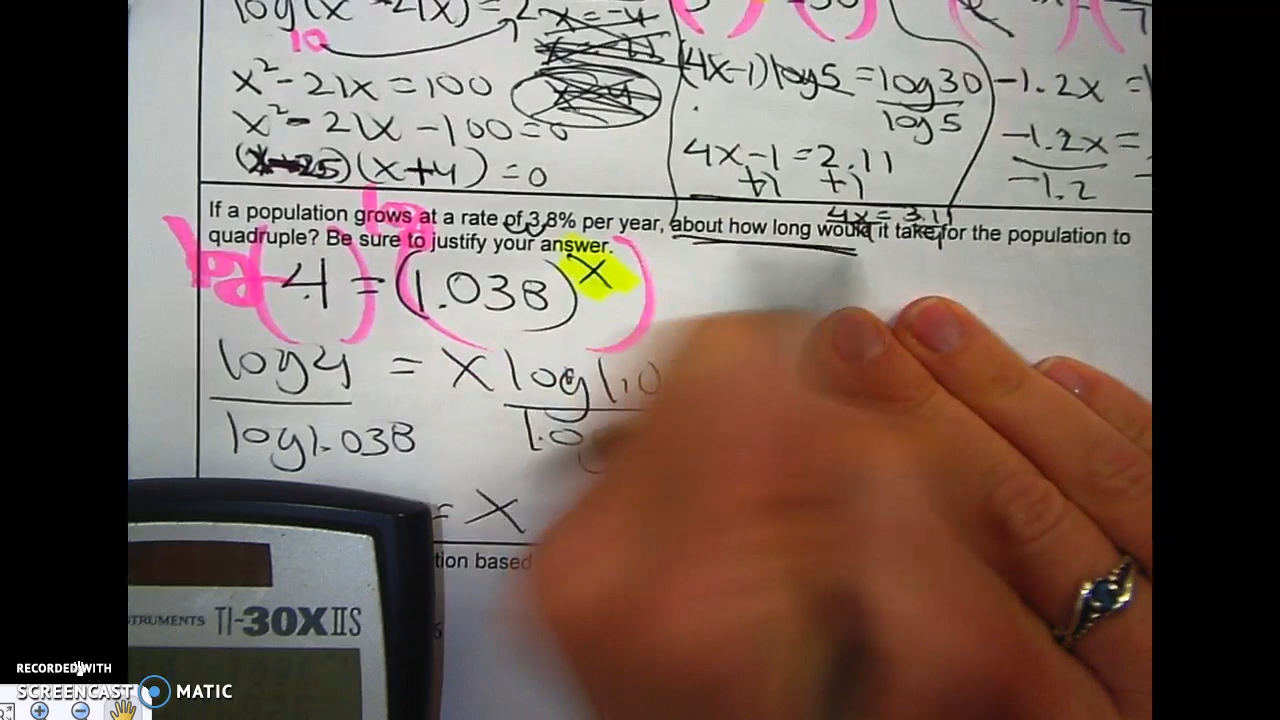 x² - 21x = 100
(4x-1)log5 = log30
log5
-1.2x =
x² - 21x - 100 = 0
4x-1 = 2.11
-1.2x =
-1.2
(x-25)(x+4) = 0
+1 +1
4x = 3.11
If a population grows at a rate of 3.8% per year, about how long would it take for the population to
quadruple? Be sure to justify your answer.
log(4) = log(1.038)ˣ
log4 = x log1.0
log1.038
= x
tion based
STRUMENTS TI-30XIIS
RECORDED WITH
SCREENCAST MATIC